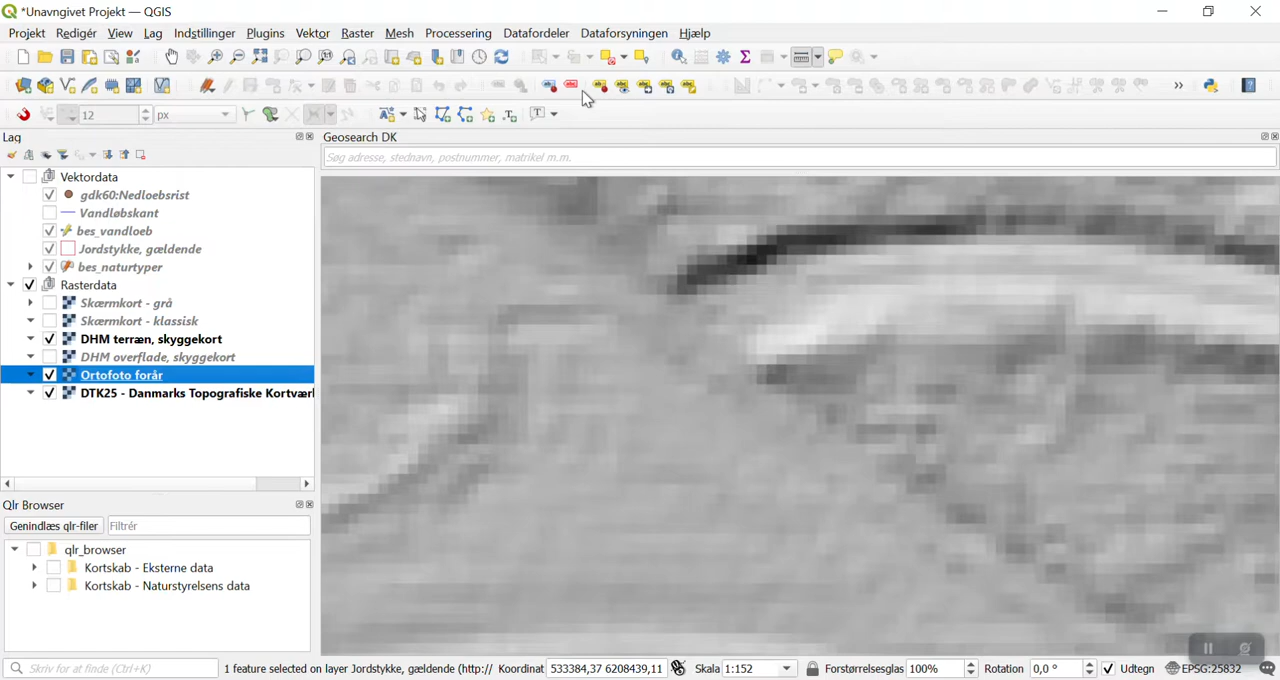 *Unavngivet Projekt — QGIS
Projekt Redigér View Lag Indstillinger Plugins Vektor Raster Mesh Processering Datafordeler Dataforsyningen Hjælp
12 px
Lag
Geosearch DK
Søg adresse, stednavn, postnummer, matrikel m.m.
Vektordata
gdk60:Nedloebsrist
Vandløbskant
bes_vandloeb
Jordstykke, gældende
bes_naturtyper
Rasterdata
Skærmkort - grå
Skærmkort - klassisk
DHM terræn, skyggekort
DHM overflade, skyggekort
Ortofoto forår
DTK25 - Danmarks Topografiske Kortværl
Qlr Browser
Genindlæs qlr-filer Filtrér
qlr_browser
Kortskab - Eksterne data
Kortskab - Naturstyrelsens data
Skriv for at finde (Ctrl+K) 1 feature selected on layer Jordstykke, gældende (http:// Koordinat 533384,37 6208439,11 Skala 1:152 Forstørrelsesglas 100% Rotation 0,0 ° Udtegn EPSG:25832